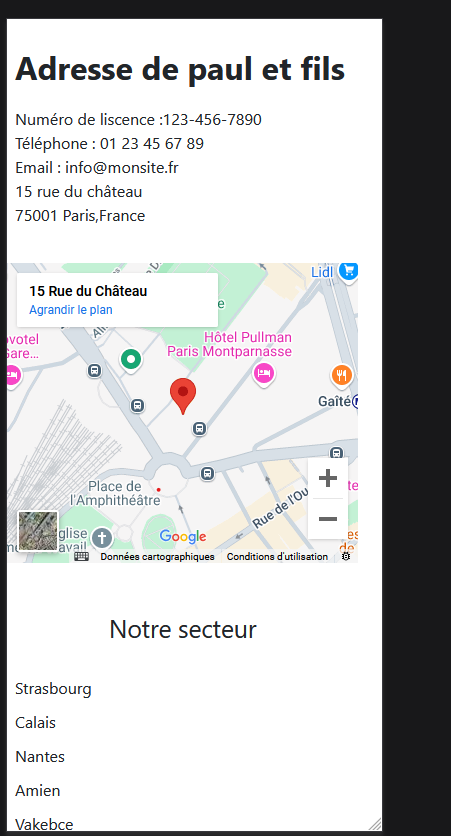 Adresse de paul et fils
Numéro de liscence :123-456-7890
Téléphone : 01 23 45 67 89
Email : info@monsite.fr
15 rue du château
75001 Paris,France
15 Rue du Château
Agrandir le plan
Lidl
ovotel
Gare...
Hôtel Pullman
Paris Montparnasse
Gaîté
Place de
l'Amphithéâtre
Rue de l'Ou
glise
Google
Données cartographiques
Conditions d'utilisation
Notre secteur
Strasbourg
Calais
Nantes
Amien
Vakebce